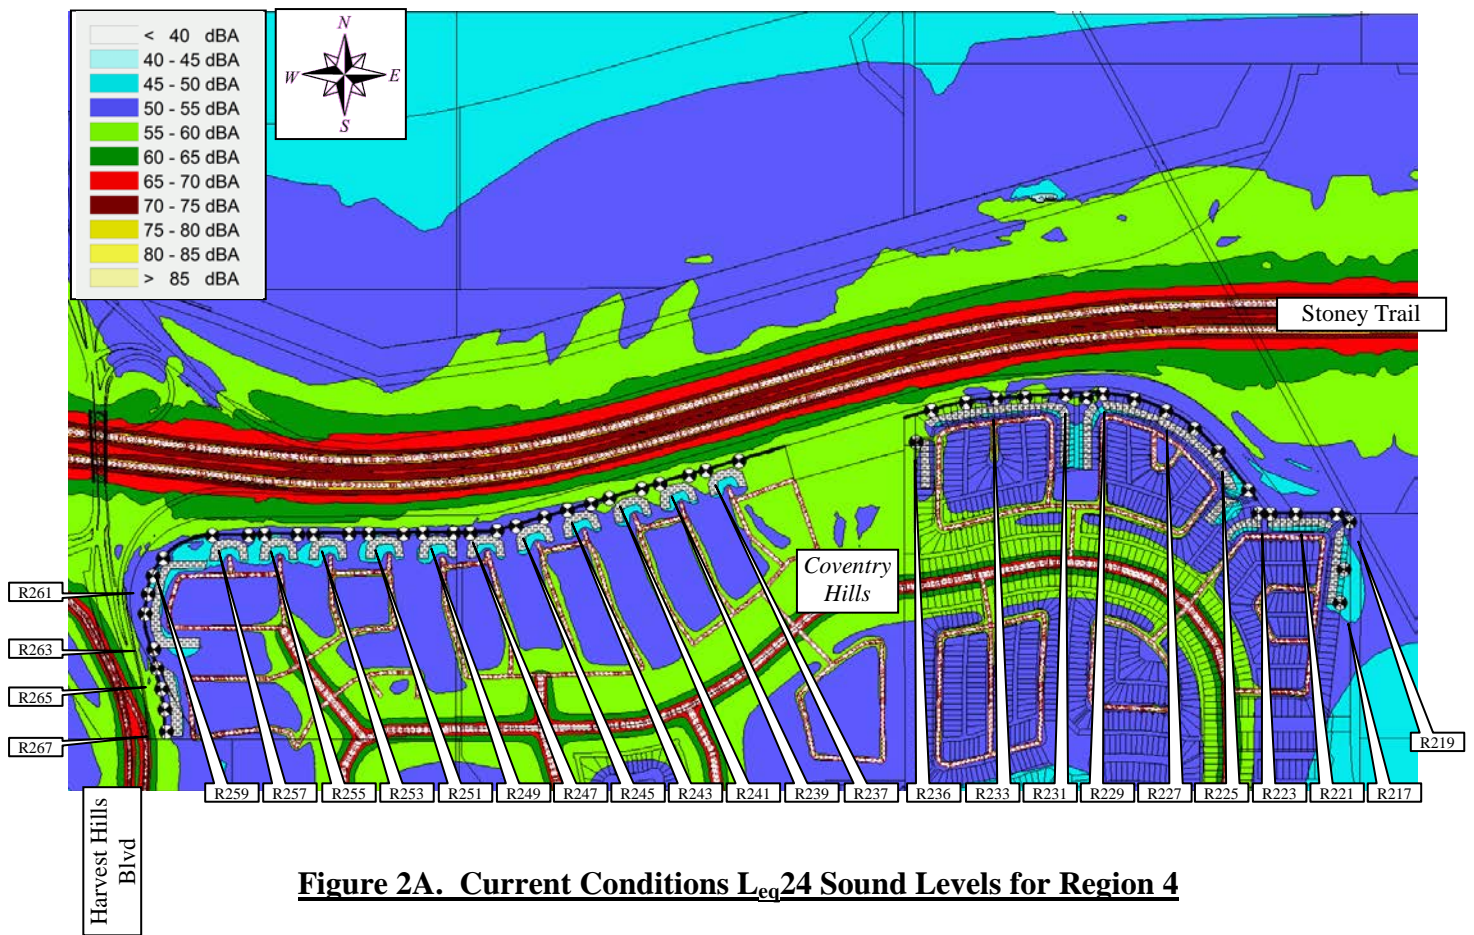 < 40 dBA
40 - 45 dBA
45 - 50 dBA
50 - 55 dBA
55 - 60 dBA
60 - 65 dBA
65 - 70 dBA
70 - 75 dBA
75 - 80 dBA
80 - 85 dBA
> 85 dBA
N
W E
S
Stoney Trail
Coventry
Hills
R261
R263
R265
R267
R219
R259 R257 R255 R253 R251 R249 R247 R245 R243 R241 R239 R237 R236 R233 R231 R229 R227 R225 R223 R221 R217
Harvest Hills
Blvd
Figure 2A. Current Conditions Leq24 Sound Levels for Region 4